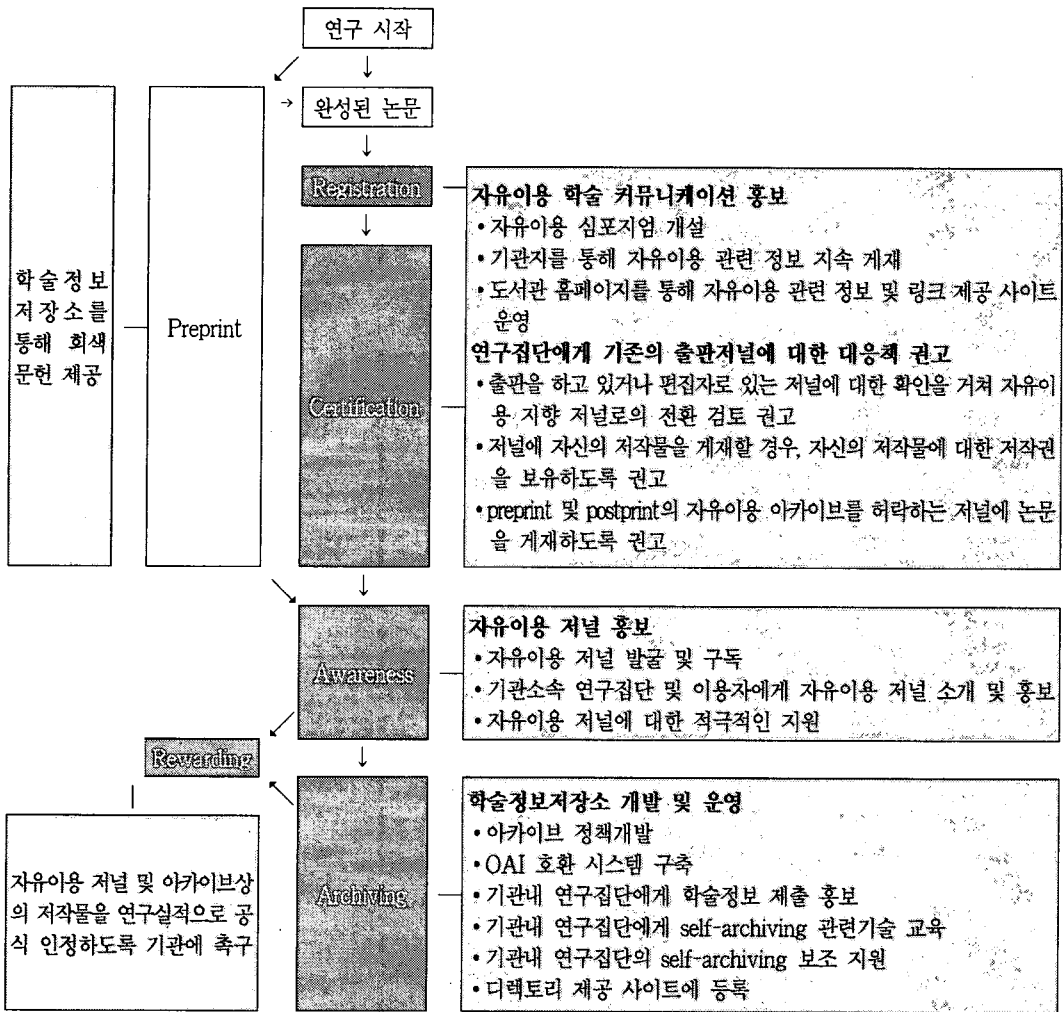 연구 시작
완성된 논문
Registration
자유이용 학술 커뮤니케이션 홍보
•자유이용 심포지엄 개설
•기관지를 통해 자유이용 관련 정보 지속 게재
•도서관 홈페이지를 통해 자유이용 관련 정보 및 링크 제공 사이트
운영
연구집단에게 기존의 출판저널에 대한 대응책 권고
•출판을 하고 있거나 편집자로 있는 저널에 대한 확인을 거쳐 자유이
용 지향 저널로의 전환 검토 권고
•저널에 자신의 저작물을 게재할 경우, 자신의 저작물에 대한 저작권
을 보유하도록 권고
•preprint 및 postprint의 자유이용 아카이브를 허락하는 저널에 논문
을 게재하도록 권고
학술정보
저장소를
통해 회색
문헌 제공
Preprint
Certification
Awareness
자유이용 저널 홍보
•자유이용 저널 발굴 및 구독
•기관소속 연구집단 및 이용자에게 자유이용 저널 소개 및 홍보
•자유이용 저널에 대한 적극적인 지원
Rewarding
자유이용 저널 및 아카이브상
의 저작물을 연구실적으로 공
식 인정하도록 기관에 촉구
Archiving
학술정보저장소 개발 및 운영
•아카이브 정책개발
•OAI 호환 시스템 구축
•기관내 연구집단에게 학술정보 제출 홍보
•기관내 연구집단에게 self-archiving 관련기술 교육
•기관내 연구집단의 self-archiving 보조 지원
•디렉토리 제공 사이트에 등록